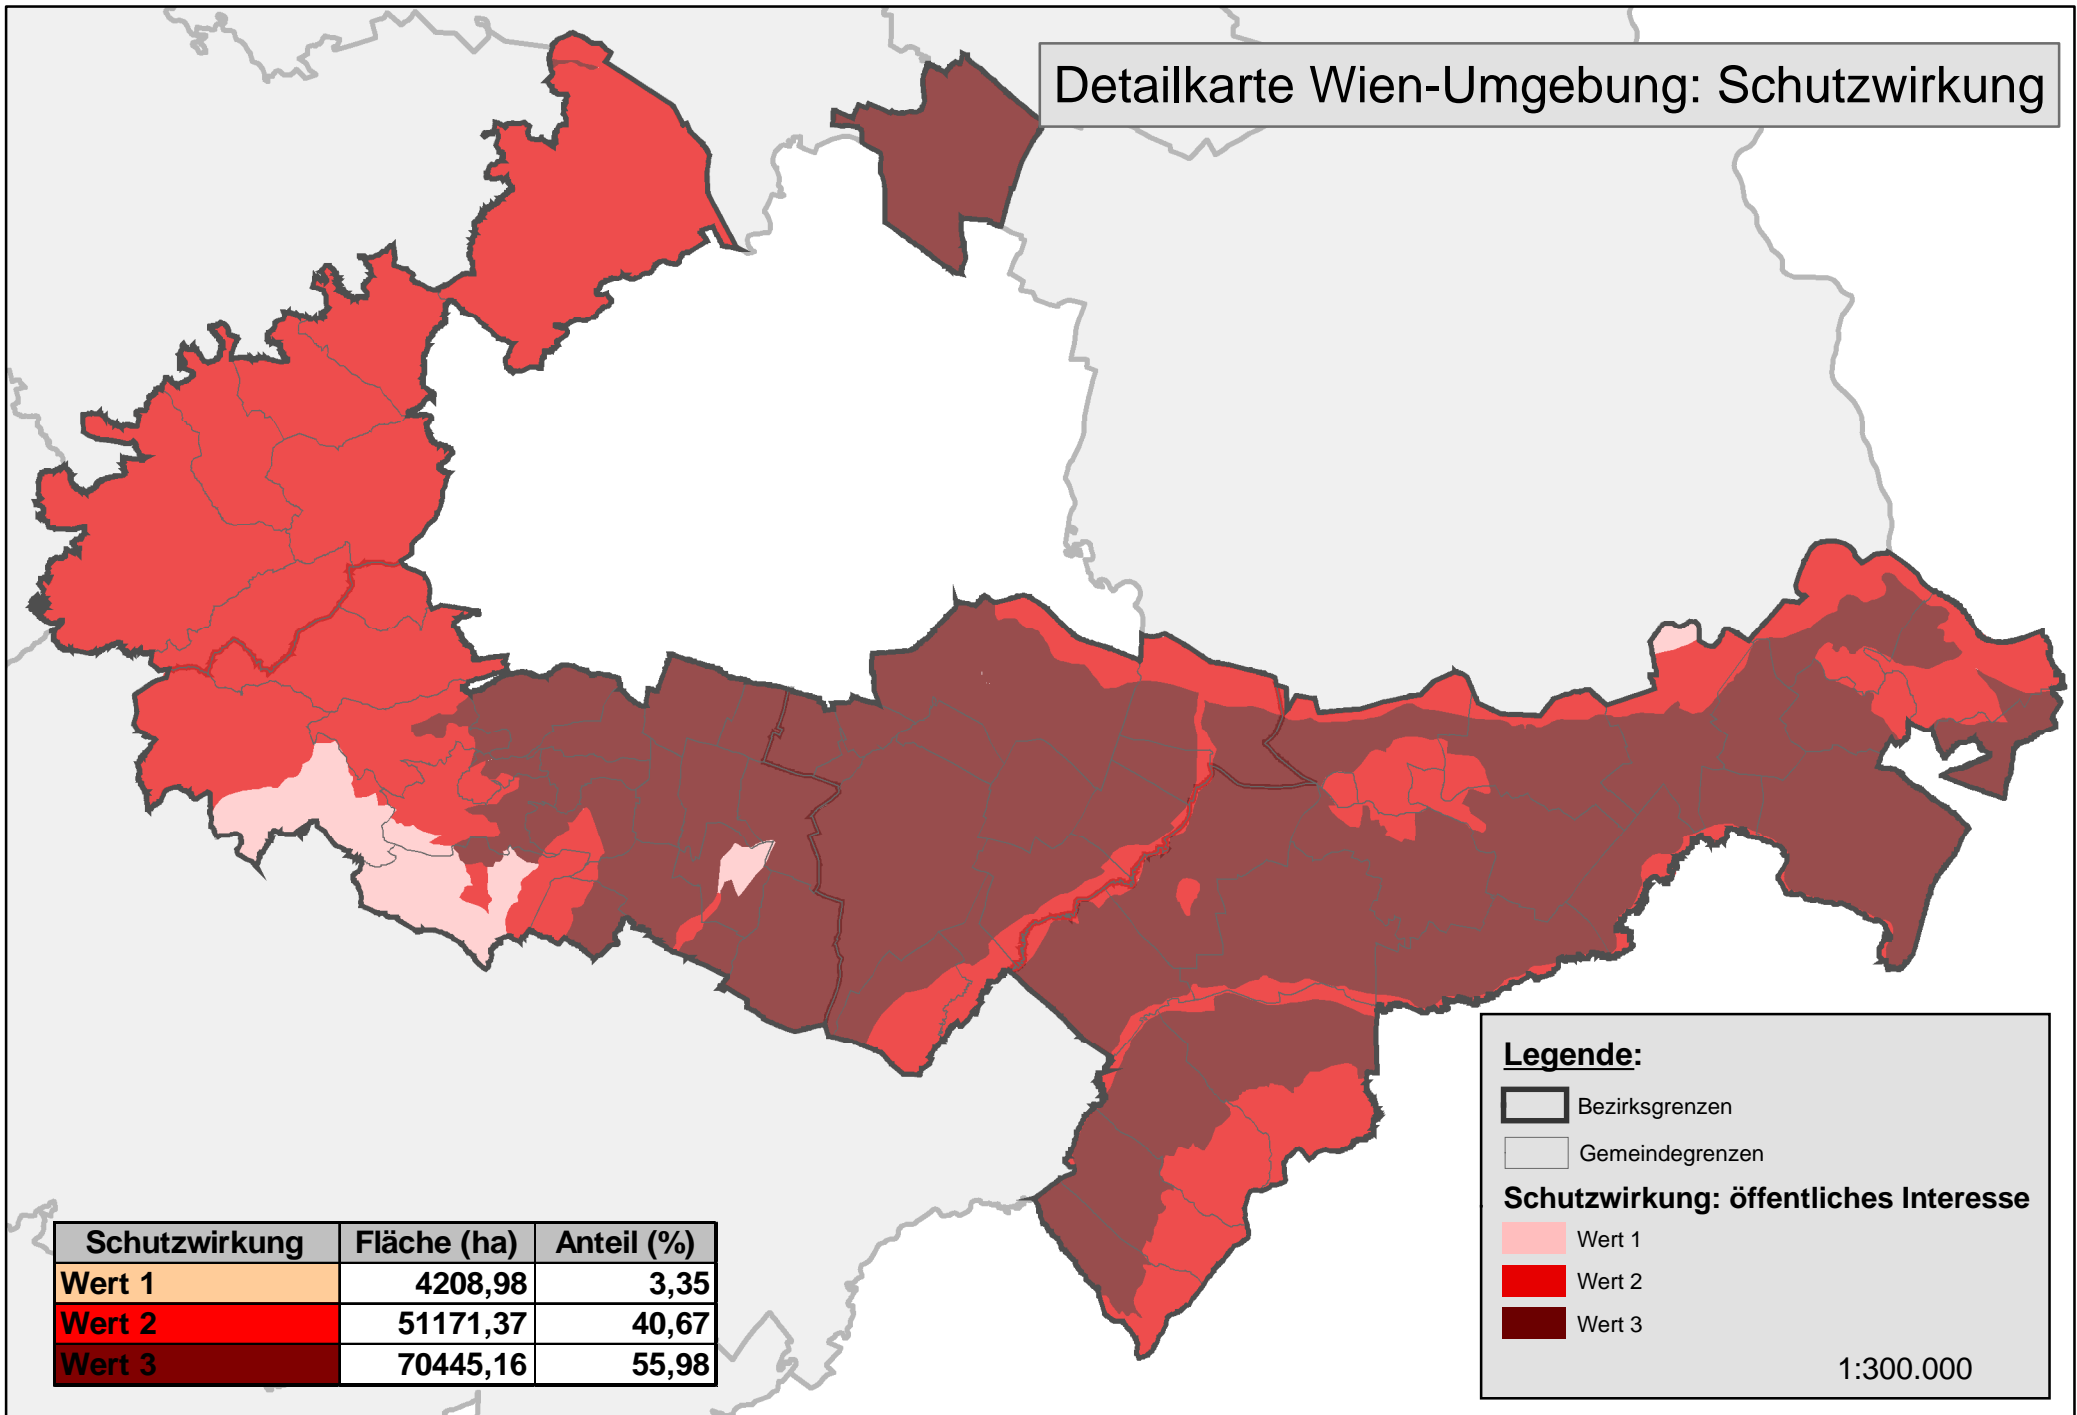 Detailkarte Wien-Umgebung: Schutzwirkung
Legende:
Bezirksgrenzen
Gemeindegrenzen
Schutzwirkung: öffentliches Interesse
Wert 1
Wert 2
Wert 3
1:300.000
Schutzwirkung Fläche (ha) Anteil (%)
Wert 1 4208,98 3,35
Wert 2 51171,37 40,67
Wert 3 70445,16 55,98